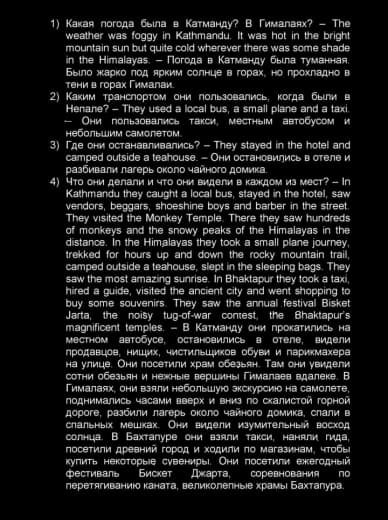 1) Какая погода была в Катманду? В Гималаях? – The
weather was foggy in Kathmandu. It was hot in the bright
mountain sun but quite cold wherever there was some shade
in the Himalayas. – Погода в Катманду была туманная.
Было жарко под ярким солнце в горах, но прохладно в
тени в горах Гималаи.
2) Каким транспортом они пользовались, когда были в
Непале? – They used a local bus, a small plane and a taxi.
– Они пользовались такси, местным автобусом и
небольшим самолетом.
3) Где они останавливались? – They stayed in the hotel and
camped outside a teahouse. – Они остановились в отеле и
разбивали лагерь около чайного домика.
4) Что они делали и что они видели в каждом из мест? – In
Kathmandu they caught a local bus, stayed in the hotel, saw
vendors, beggars, shoeshine boys and barber in the street.
They visited the Monkey Temple. There they saw hundreds
of monkeys and the snowy peaks of the Himalayas in the
distance. In the Himalayas they took a small plane journey,
trekked for hours up and down the rocky mountain trail,
camped outside a teahouse, slept in the sleeping bags. They
saw the most amazing sunrise. In Bhaktapur they took a taxi,
hired a guide, visited the ancient city and went shopping to
buy some souvenirs. They saw the annual festival Bisket
Jarta, the noisy tug-of-war contest, the Bhaktapur's
magnificent temples. – В Катманду они прокатились на
местном автобусе, остановились в отеле, видели
продавцов, нищих, чистильщиков обуви и парикмахера
на улице. Они посетили храм обезьян. Там они увидели
сотни обезьян и нежные вершины Гималаев вдалеке. В
Гималаях, они взяли небольшую экскурсию на самолете,
поднимались часами вверх и вниз по скалистой горной
дороге, разбили лагерь около чайного домика, спали в
спальных мешках. Они видели изумительный восход
солнца. В Бахтапуре они взяли такси, наняли гида,
посетили древний город и ходили по магазинам, чтобы
купить некоторые сувениры. Они посетили ежегодный
фестиваль Бискет Джарта, соревнования по
перетягиванию каната, великолепные храмы Бахтапура.